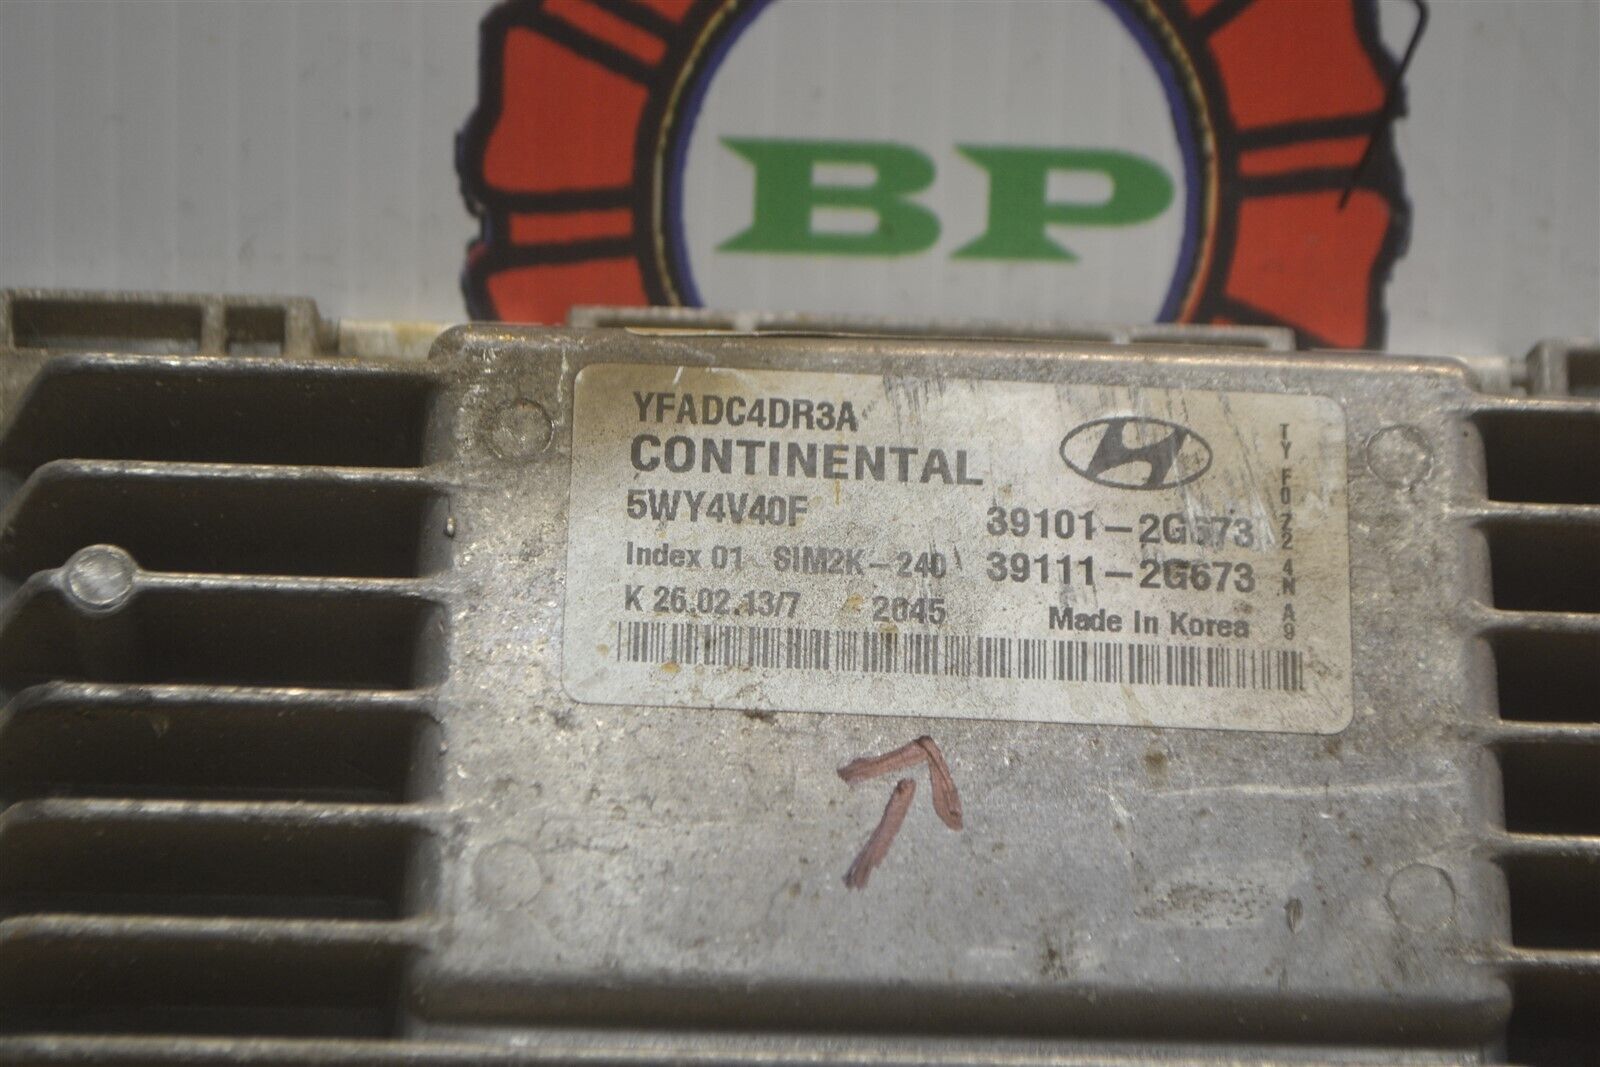 BP
YFADC4DR3A
CONTINENTAL
5WY4V40F
39101-2G673
Index 01 SIM2K-240
39111-2G673
K 26.02.13/7 2045
Made In Korea
TYF0Z24NA9